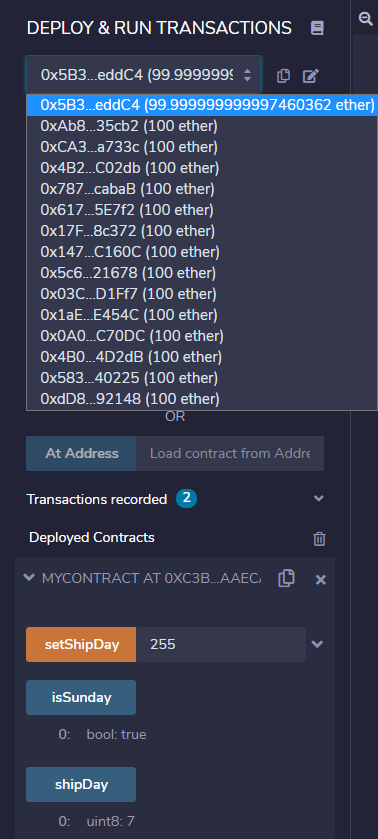 DEPLOY & RUN TRANSACTIONS
0x5B3...eddC4 (99.9999999
0x5B3...eddC4 (99.999999999997460362 ether)
0xAb8...35cb2 (100 ether)
0xCA3...a733c (100 ether)
0x4B2...C02db (100 ether)
0x787...cabaB (100 ether)
0x617...5E7f2 (100 ether)
0x17F...8c372 (100 ether)
0x147...C160C (100 ether)
0x5c6...21678 (100 ether)
0x03C...D1Ff7 (100 ether)
0x1aE...E454C (100 ether)
0x0A0...C70DC (100 ether)
0x4B0...4D2dB (100 ether)
0x583...40225 (100 ether)
0xdD8...92148 (100 ether)
OR
At Address Load contract from Addre
Transactions recorded 2
Deployed Contracts
MYCONTRACT AT 0XC3B...AAECA
setShipDay 255
isSunday
0: bool: true
shipDay
0: uint8: 7